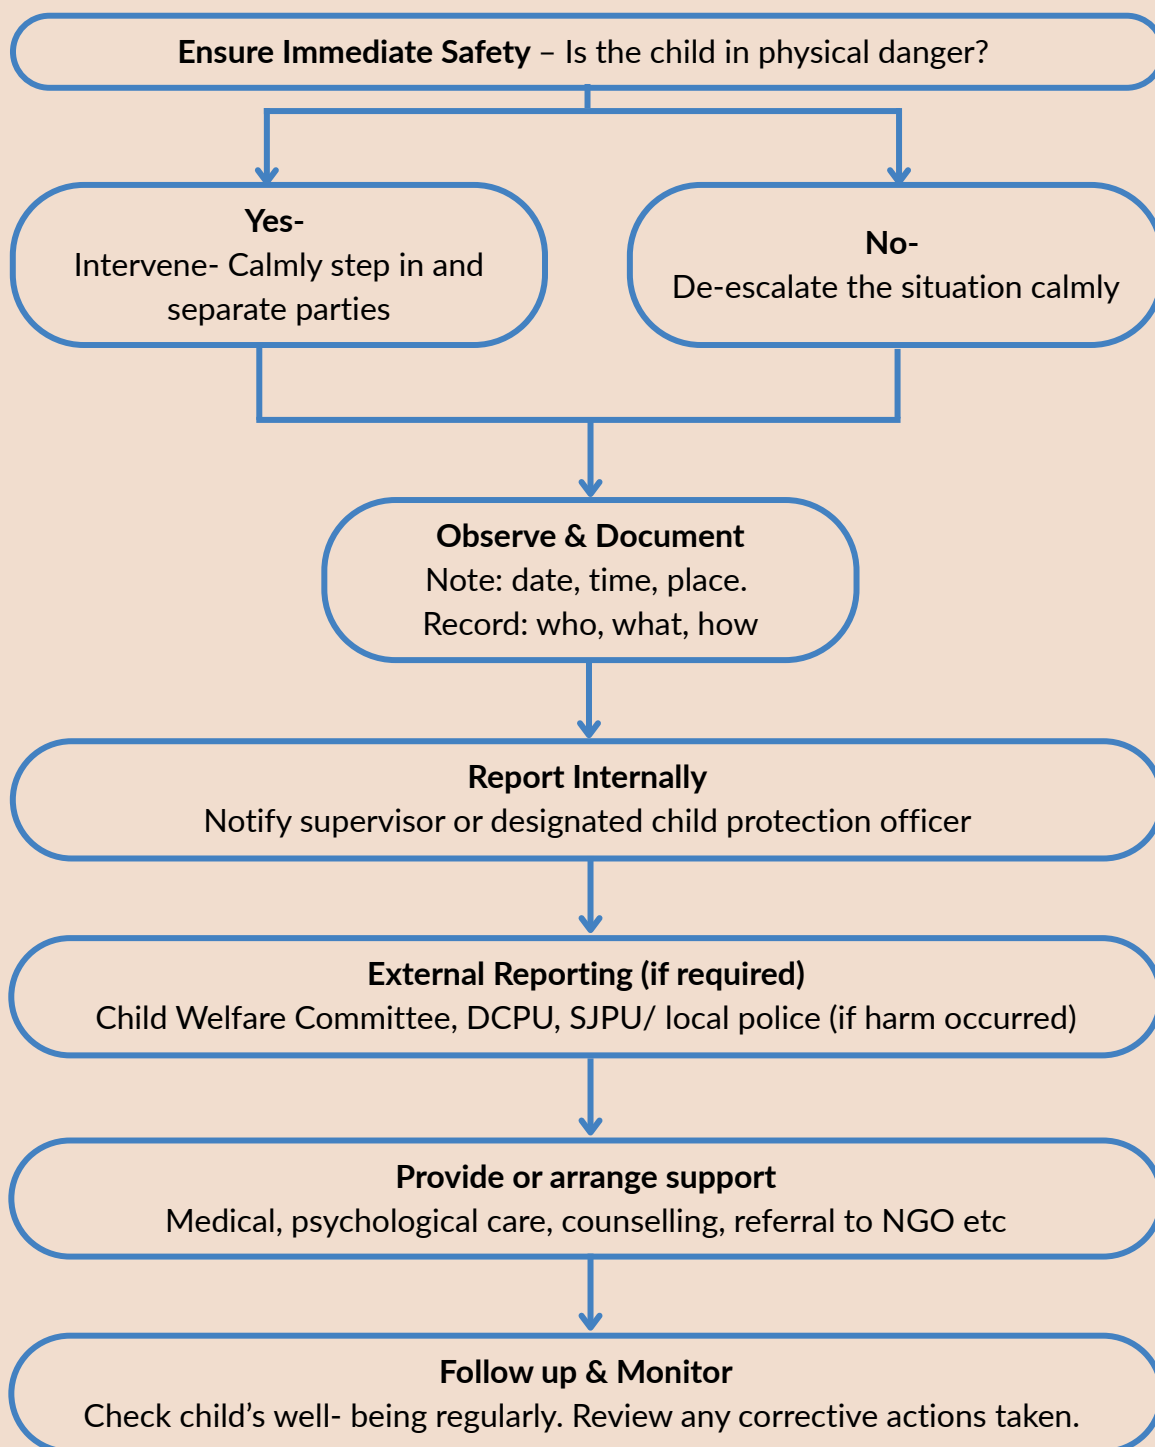 Ensure Immediate Safety – Is the child in physical danger?
Yes-
Intervene- Calmly step in and
separate parties
No-
De-escalate the situation calmly
Observe & Document
Note: date, time, place.
Record: who, what, how
Report Internally
Notify supervisor or designated child protection officer
External Reporting (if required)
Child Welfare Committee, DCPU, SJPU/ local police (if harm occurred)
Provide or arrange support
Medical, psychological care, counselling, referral to NGO etc
Follow up & Monitor
Check child’s well- being regularly. Review any corrective actions taken.